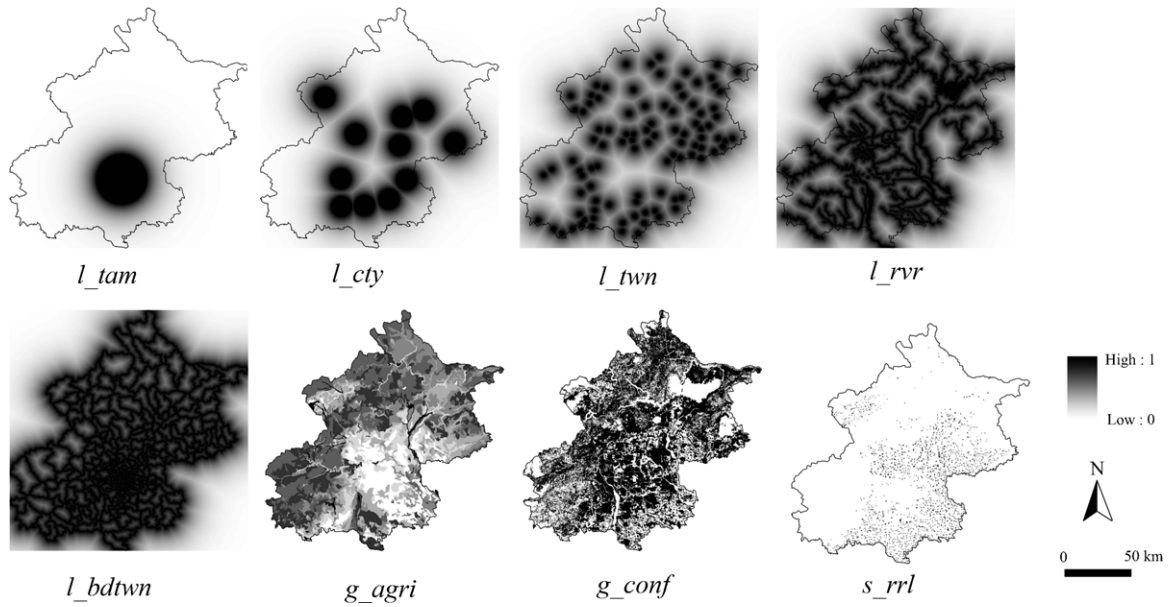 l_tam
l_cty
l_twn
l_rvr
High : 1
Low : 0
N
0 50 km
l_bdtwn
g_agri
g_conf
s_rrl